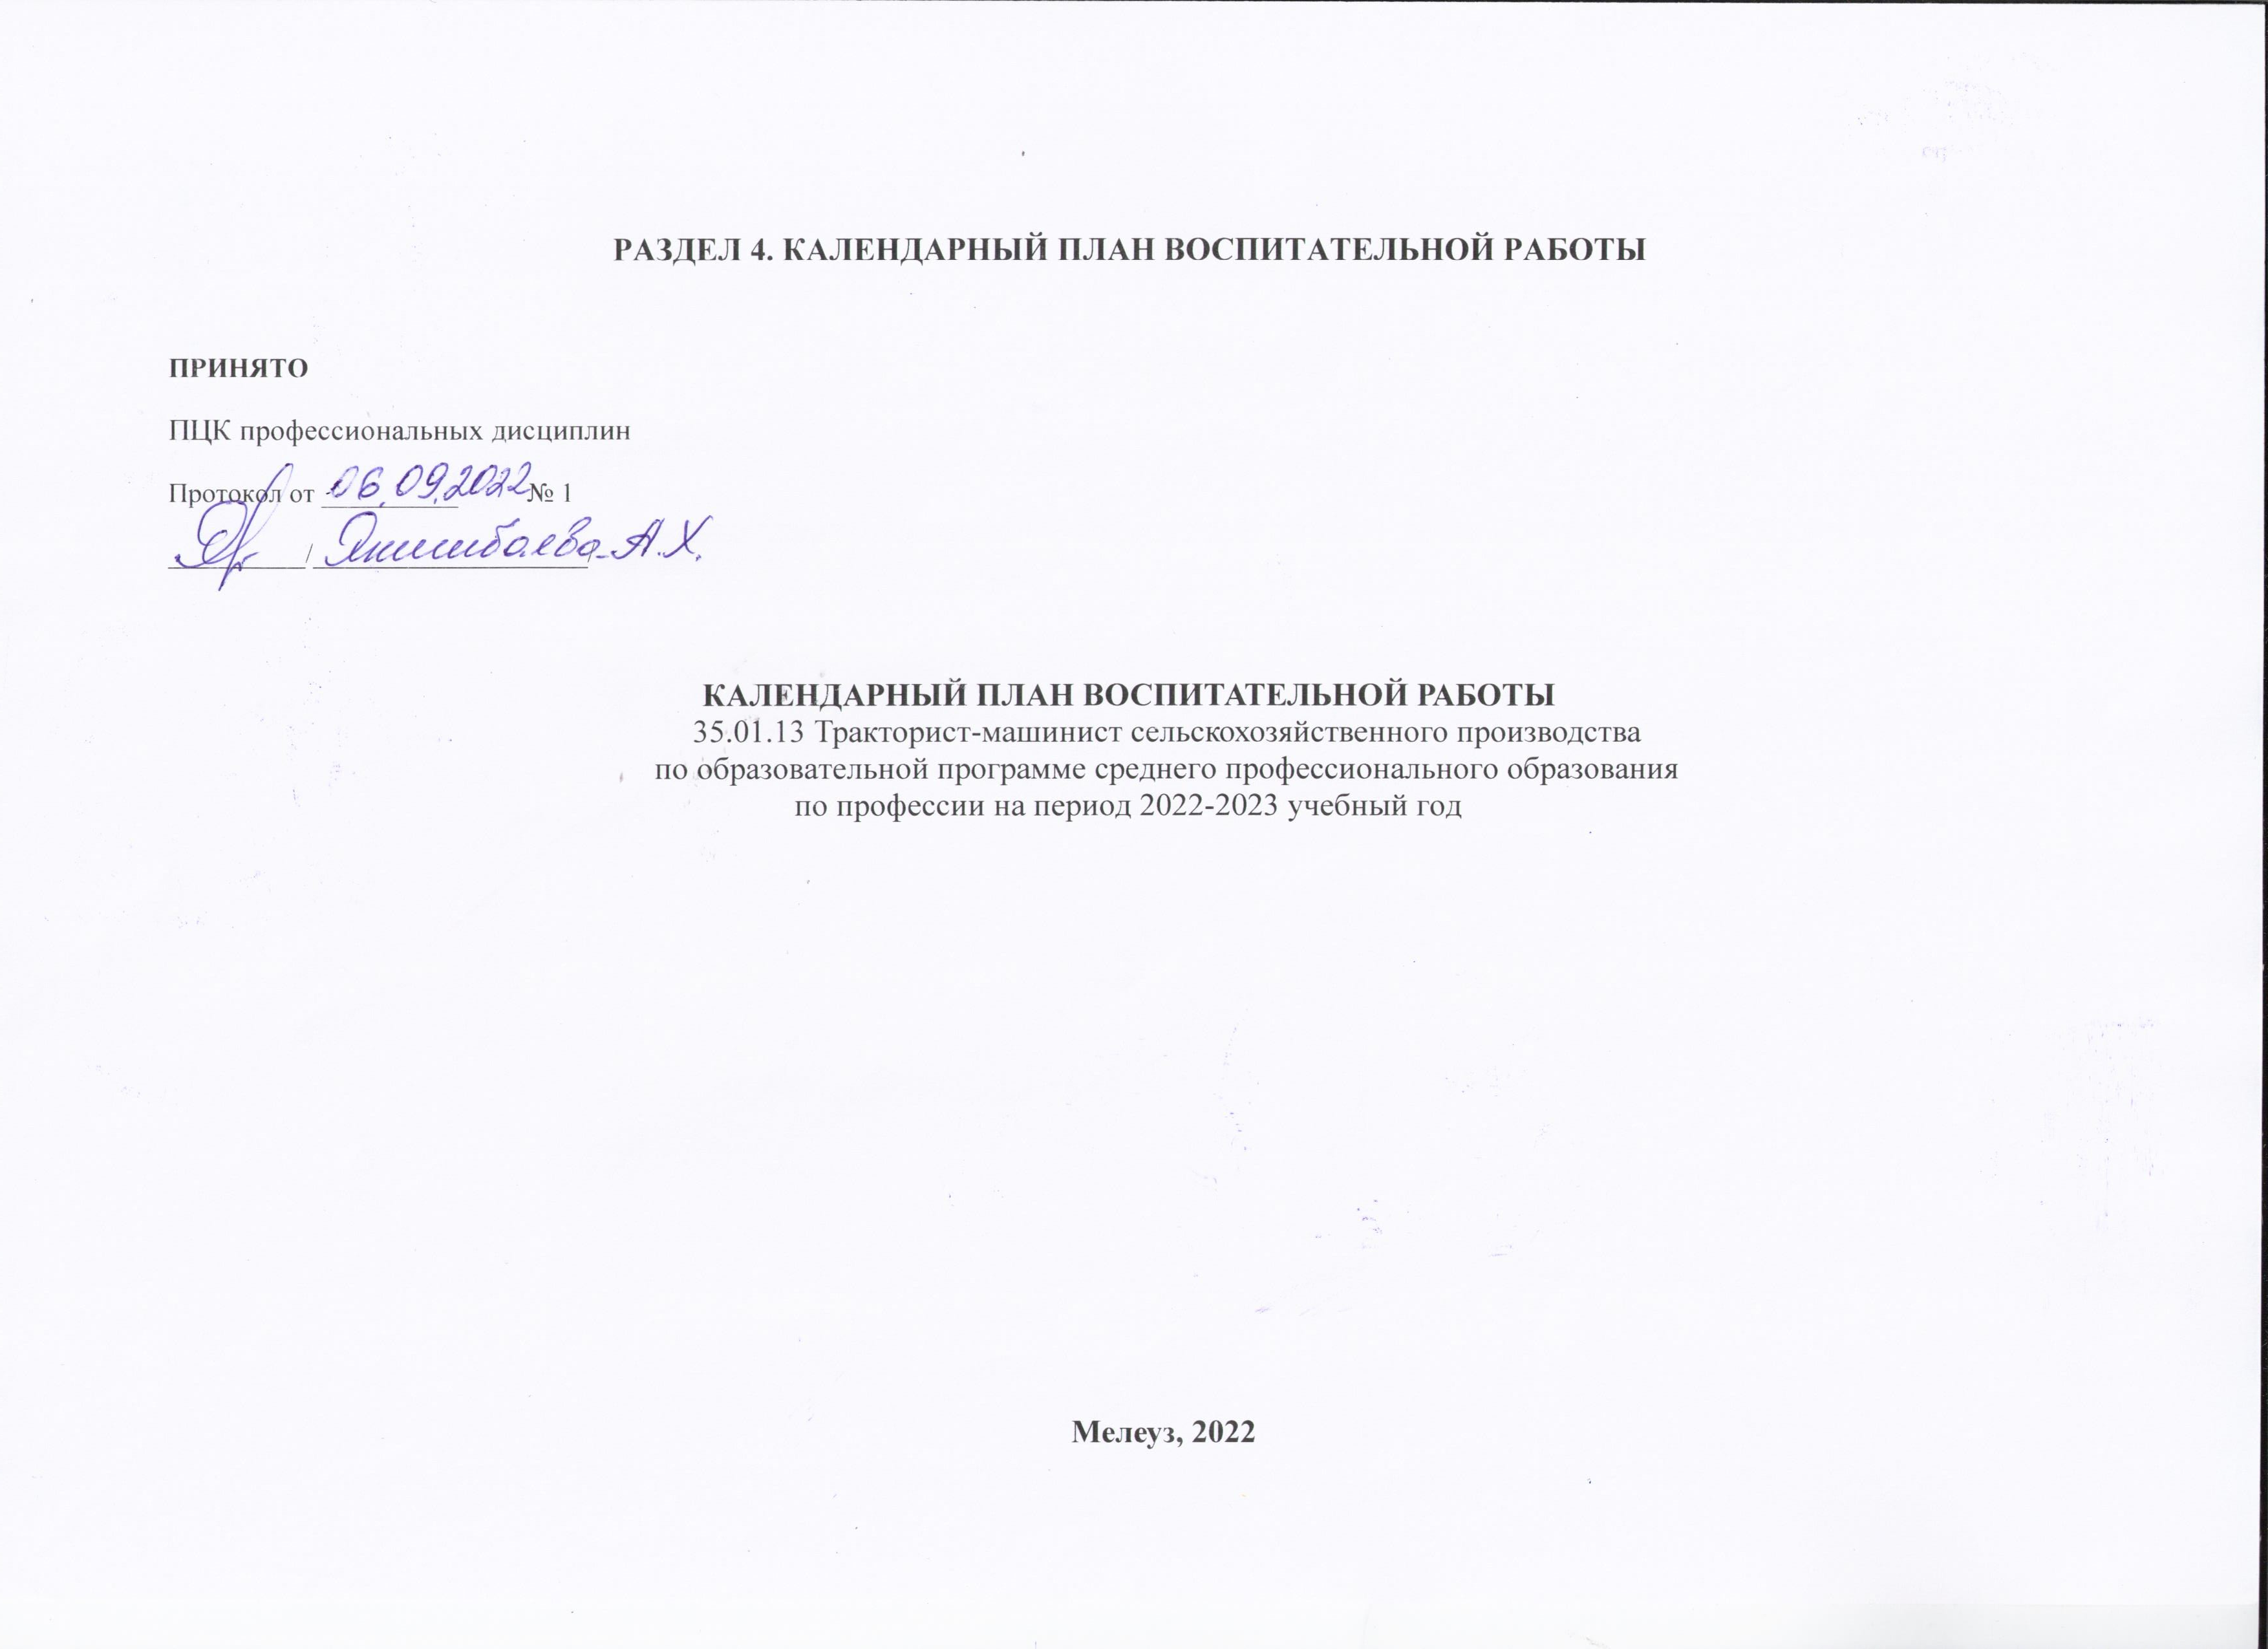 РАЗДЕЛ 4. КАЛЕНДАРНЫЙ ПЛАН ВОСПИТАТЕЛЬНОЙ РАБОТЫ
ПРИНЯТО
ПЦК профессиональных дисциплин
Протокол от 06.09.2022 № 1
/ Янышбаева А.Х.
КАЛЕНДАРНЫЙ ПЛАН ВОСПИТАТЕЛЬНОЙ РАБОТЫ
35.01.13 Тракторист-машинист сельскохозяйственного производства
по образовательной программе среднего профессионального образования
по профессии на период 2022-2023 учебный год
Мелеуз, 2022